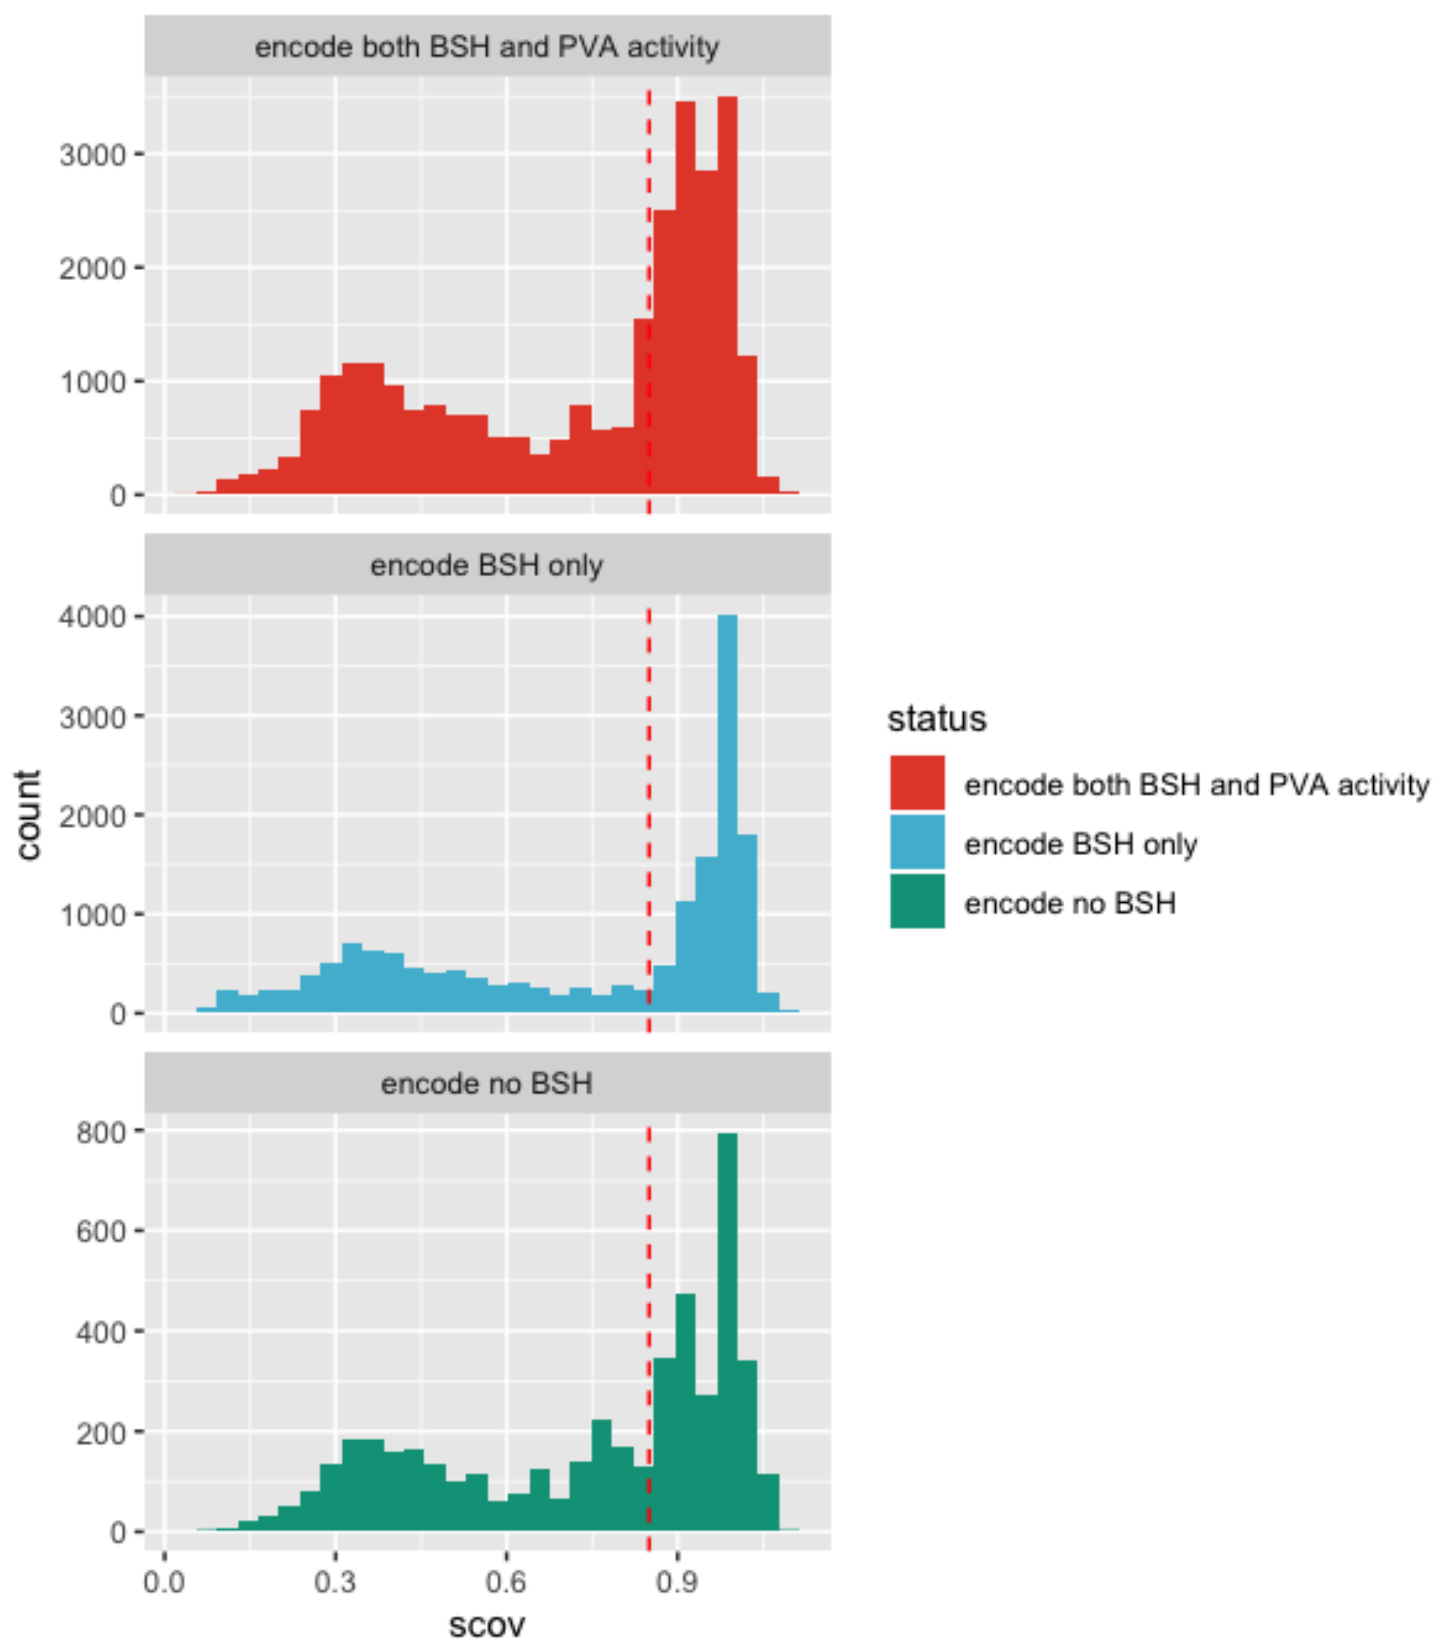 encode both BSH and PVA activity
3000
2000
1000
0
encode BSH only
4000
3000
2000
1000
0
count
encode no BSH
800
600
400
200
0
0.0 0.3 0.6 0.9
scov
status
encode both BSH and PVA activity
encode BSH only
encode no BSH